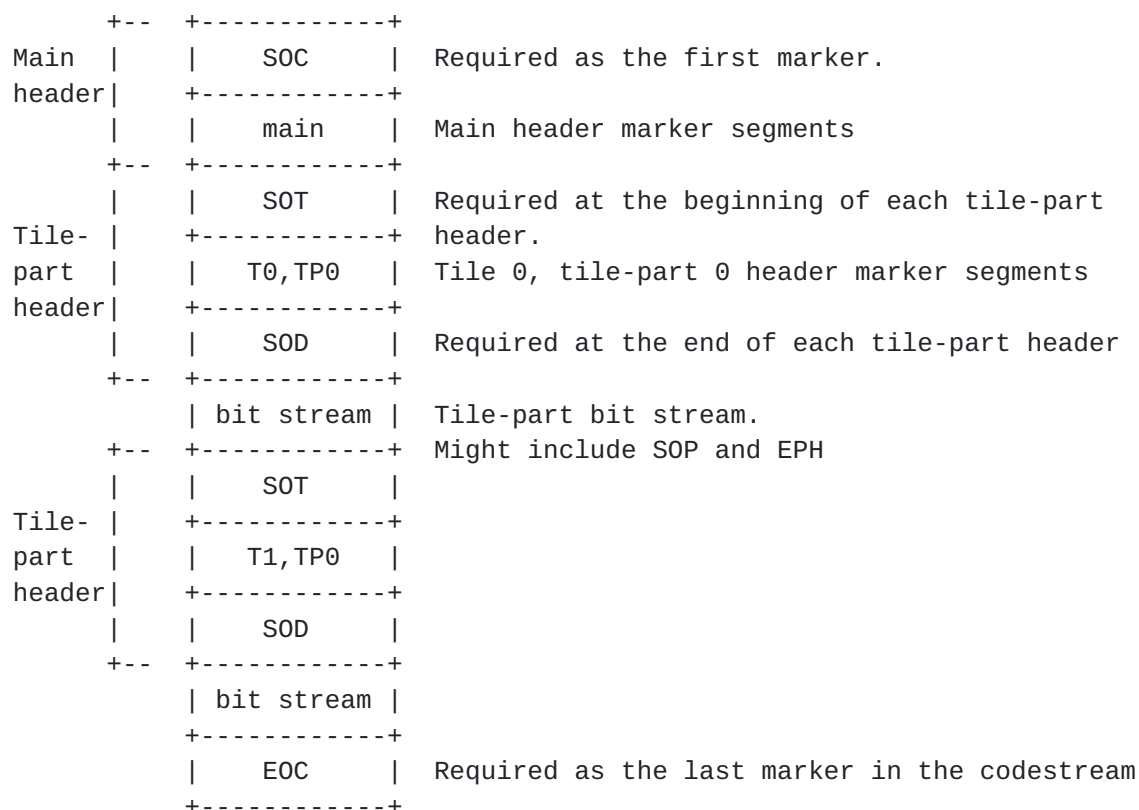 +--  +------------+
Main  |    |    SOC     |  Required as the first marker.
header|    +------------+
      |    |    main    |  Main header marker segments
      +--  +------------+
      |    |    SOT     |  Required at the beginning of each tile-part
Tile- |    +------------+  header.
part  |    |   T0,TP0   |  Tile 0, tile-part 0 header marker segments
header|    +------------+
      |    |    SOD     |  Required at the end of each tile-part header
      +--  +------------+
           | bit stream |  Tile-part bit stream.
      +--  +------------+  Might include SOP and EPH
      |    |    SOT     |
Tile- |    +------------+
part  |    |   T1,TP0   |
header|    +------------+
      |    |    SOD     |
      +--  +------------+
           | bit stream |
           +------------+
           |    EOC     |  Required as the last marker in the codestream
           +------------+